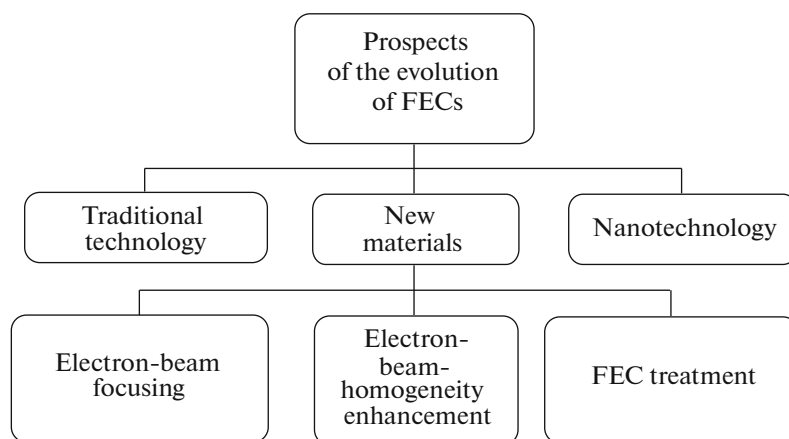 Prospects
of the evolution
of FECs
Traditional
technology
New
materials
Nanotechnology
Electron-beam
focusing
Electron-
beam-
homogeneity
enhancement
FEC treatment